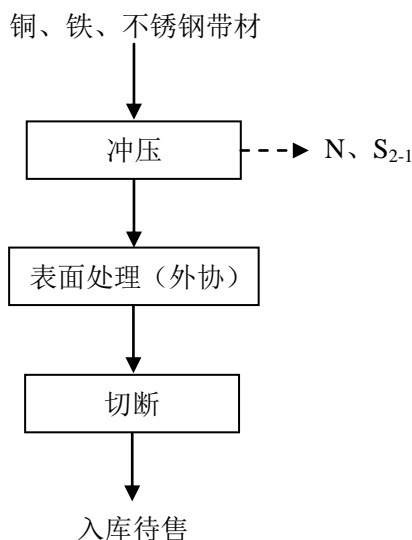 铜、铁、不锈钢带材
冲压
N、S2-1
表面处理（外协）
切断
入库待售